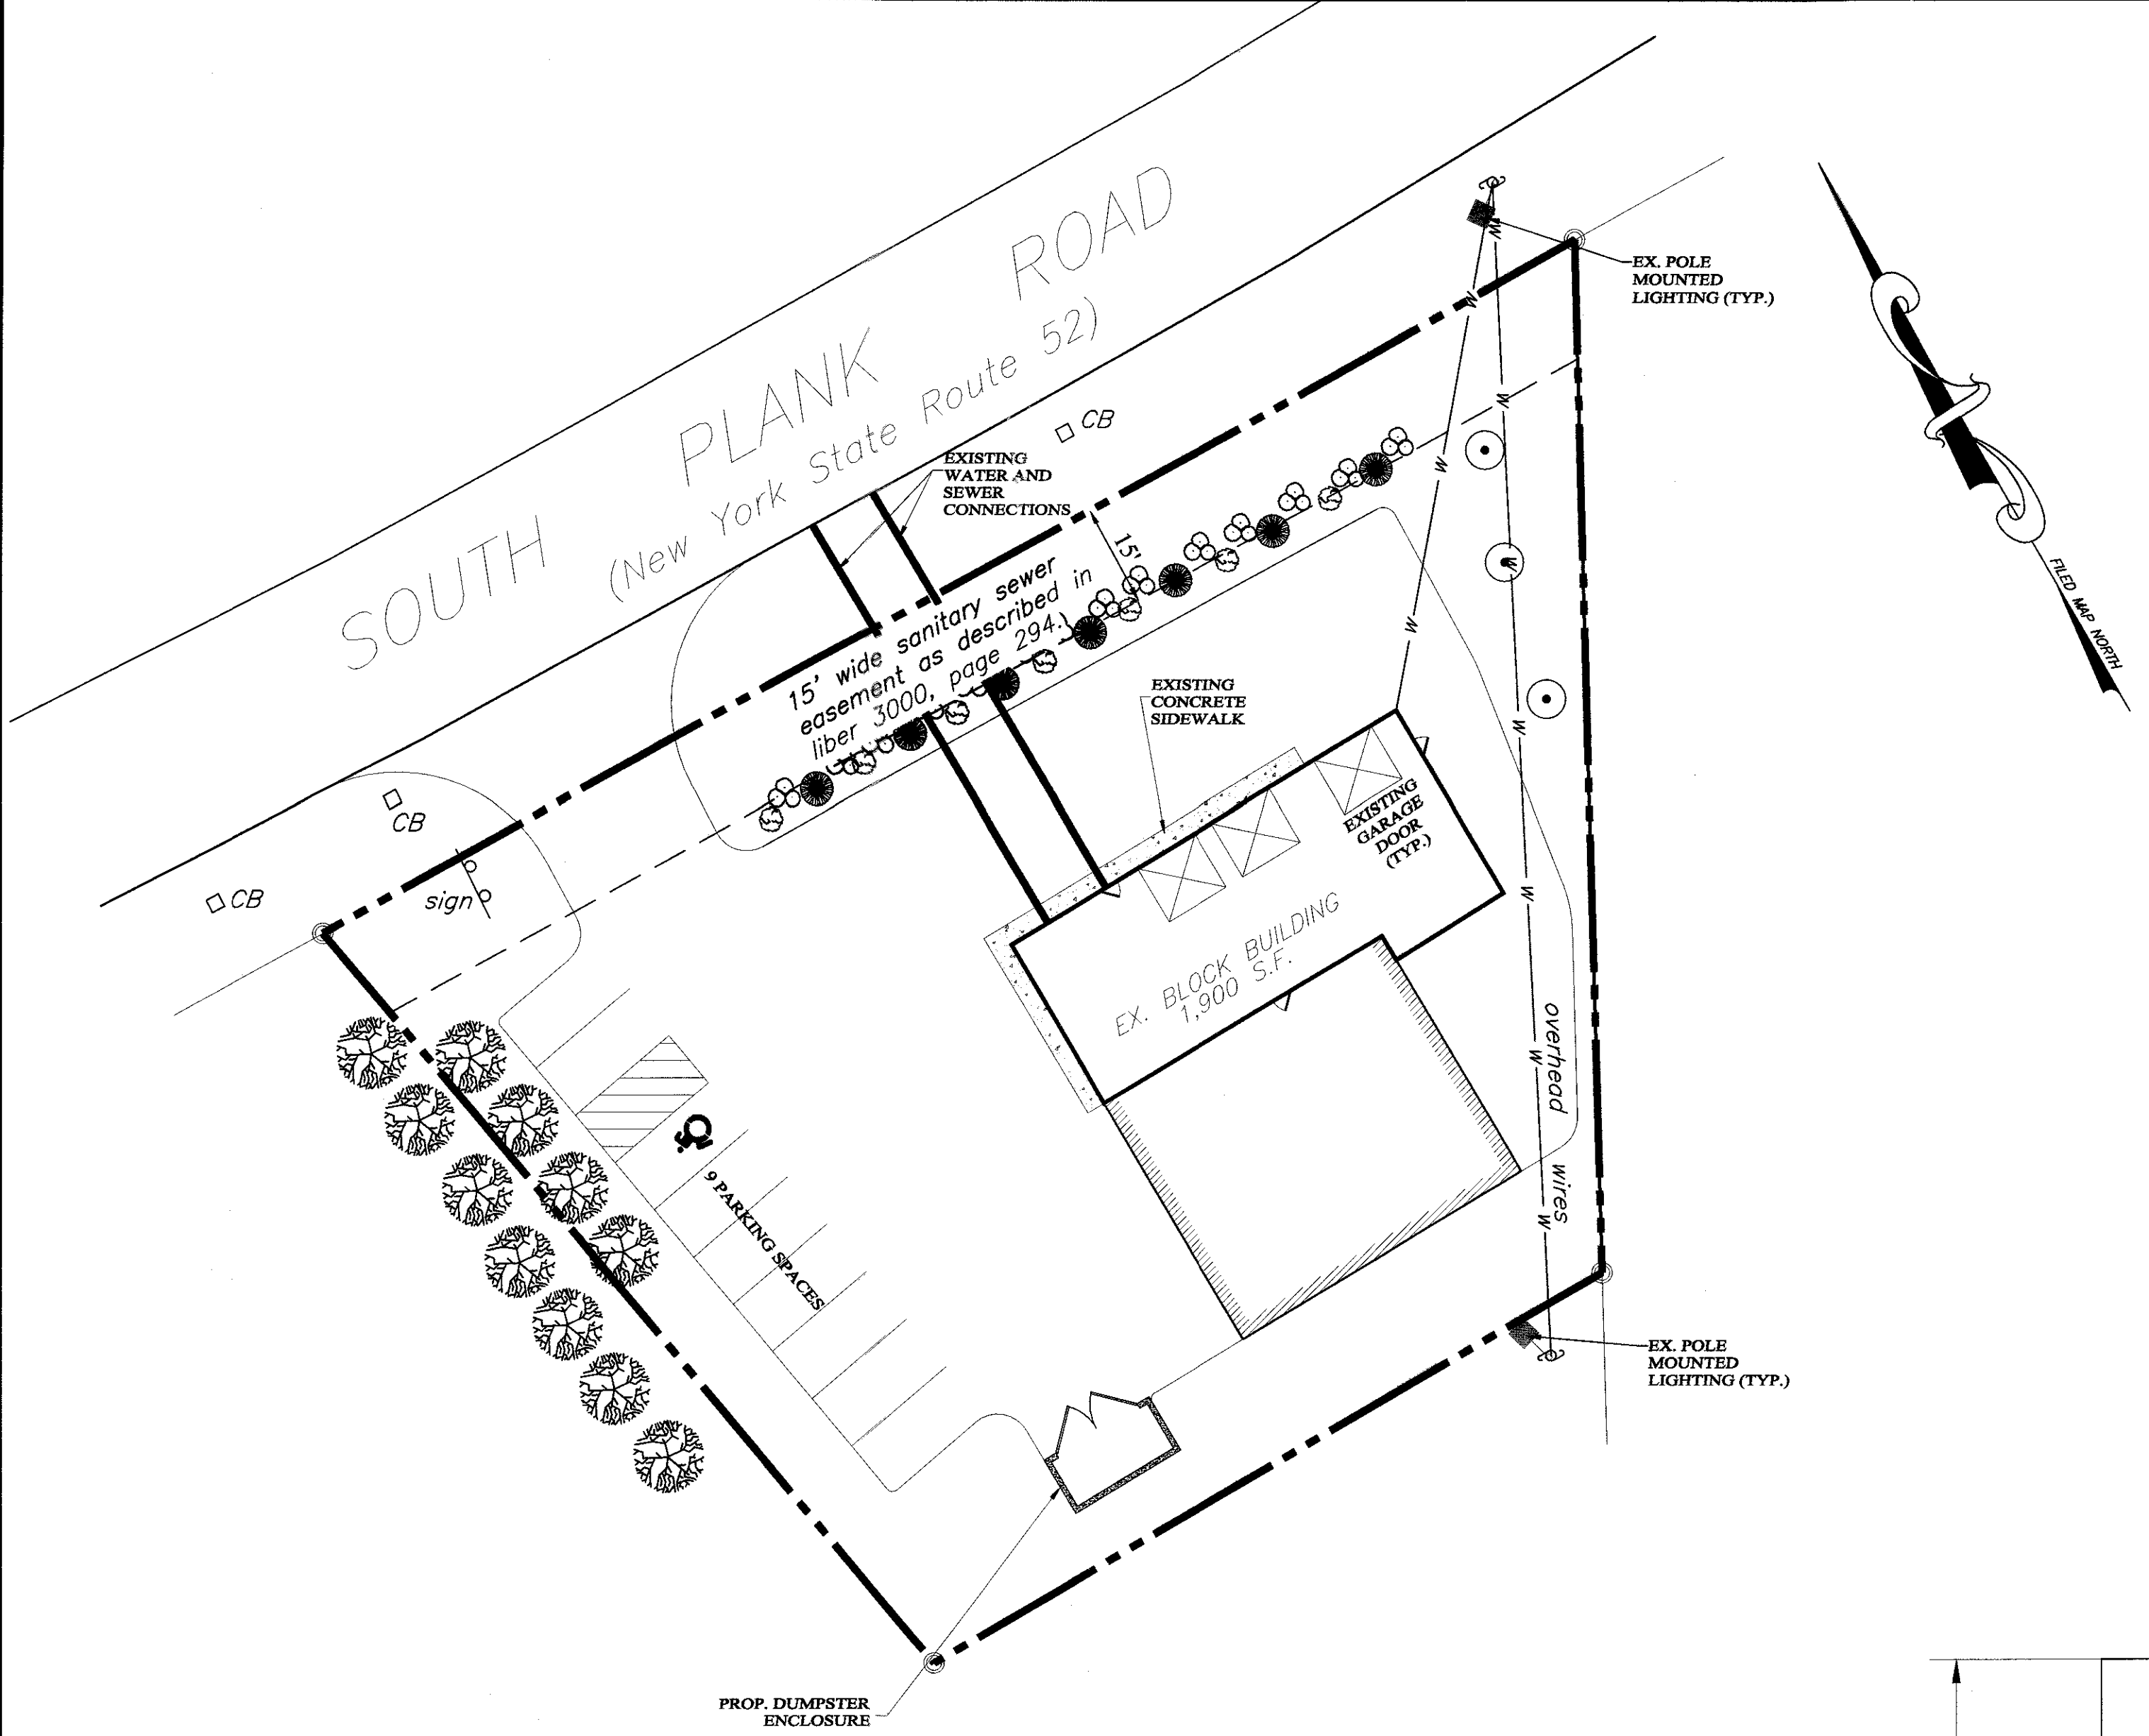 SOUTH PLANK ROAD
(New York State Route 52)
EX. POLE
MOUNTED
LIGHTING (TYP.)
FILED MAP NORTH
CB
EXISTING
WATER AND
SEWER
CONNECTIONS
15'
15' wide sanitary sewer
easement as described in
liber 3000, page 294.)
EXISTING
CONCRETE
SIDEWALK
EXISTING
GARAGE
DOOR
(TYP.)
CB
CB
sign
EX. BLOCK BUILDING
1,900 S.F.
overhead wires
W
W
W
W
W
W
W
W
W
W
W
W
9 PARKING SPACES
EX. POLE
MOUNTED
LIGHTING (TYP.)
PROP. DUMPSTER
ENCLOSURE